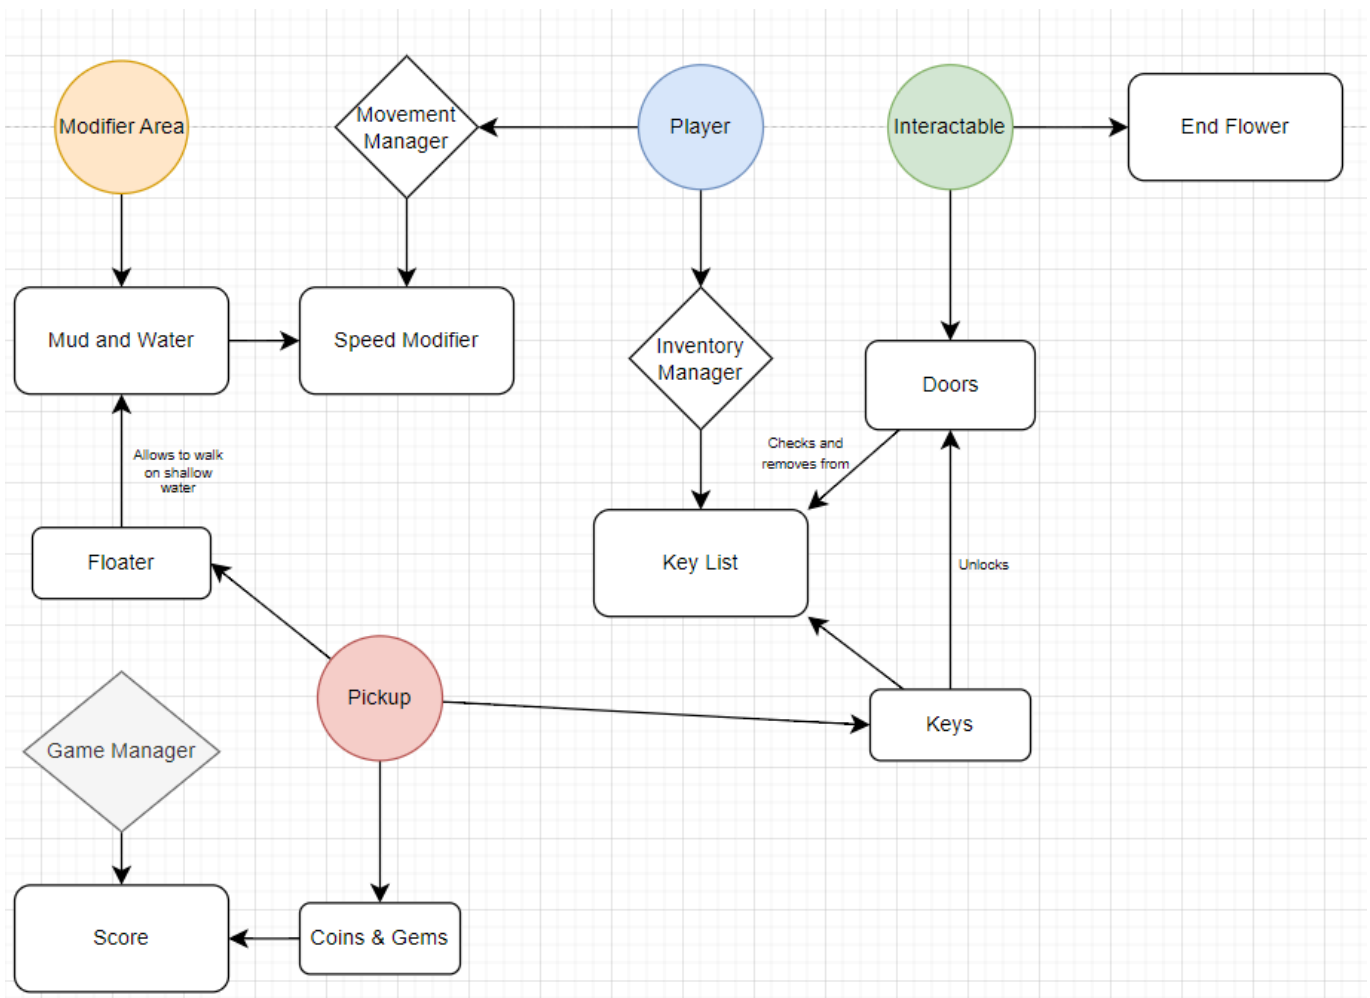 Modifier Area
Movement
Manager
Player
Interactable
End Flower
Mud and Water
Speed Modifier
Inventory
Manager
Doors
Allows to walk
on shallow
water
Checks and
removes from
Floater
Key List
Unlocks
Pickup
Keys
Game Manager
Score
Coins & Gems